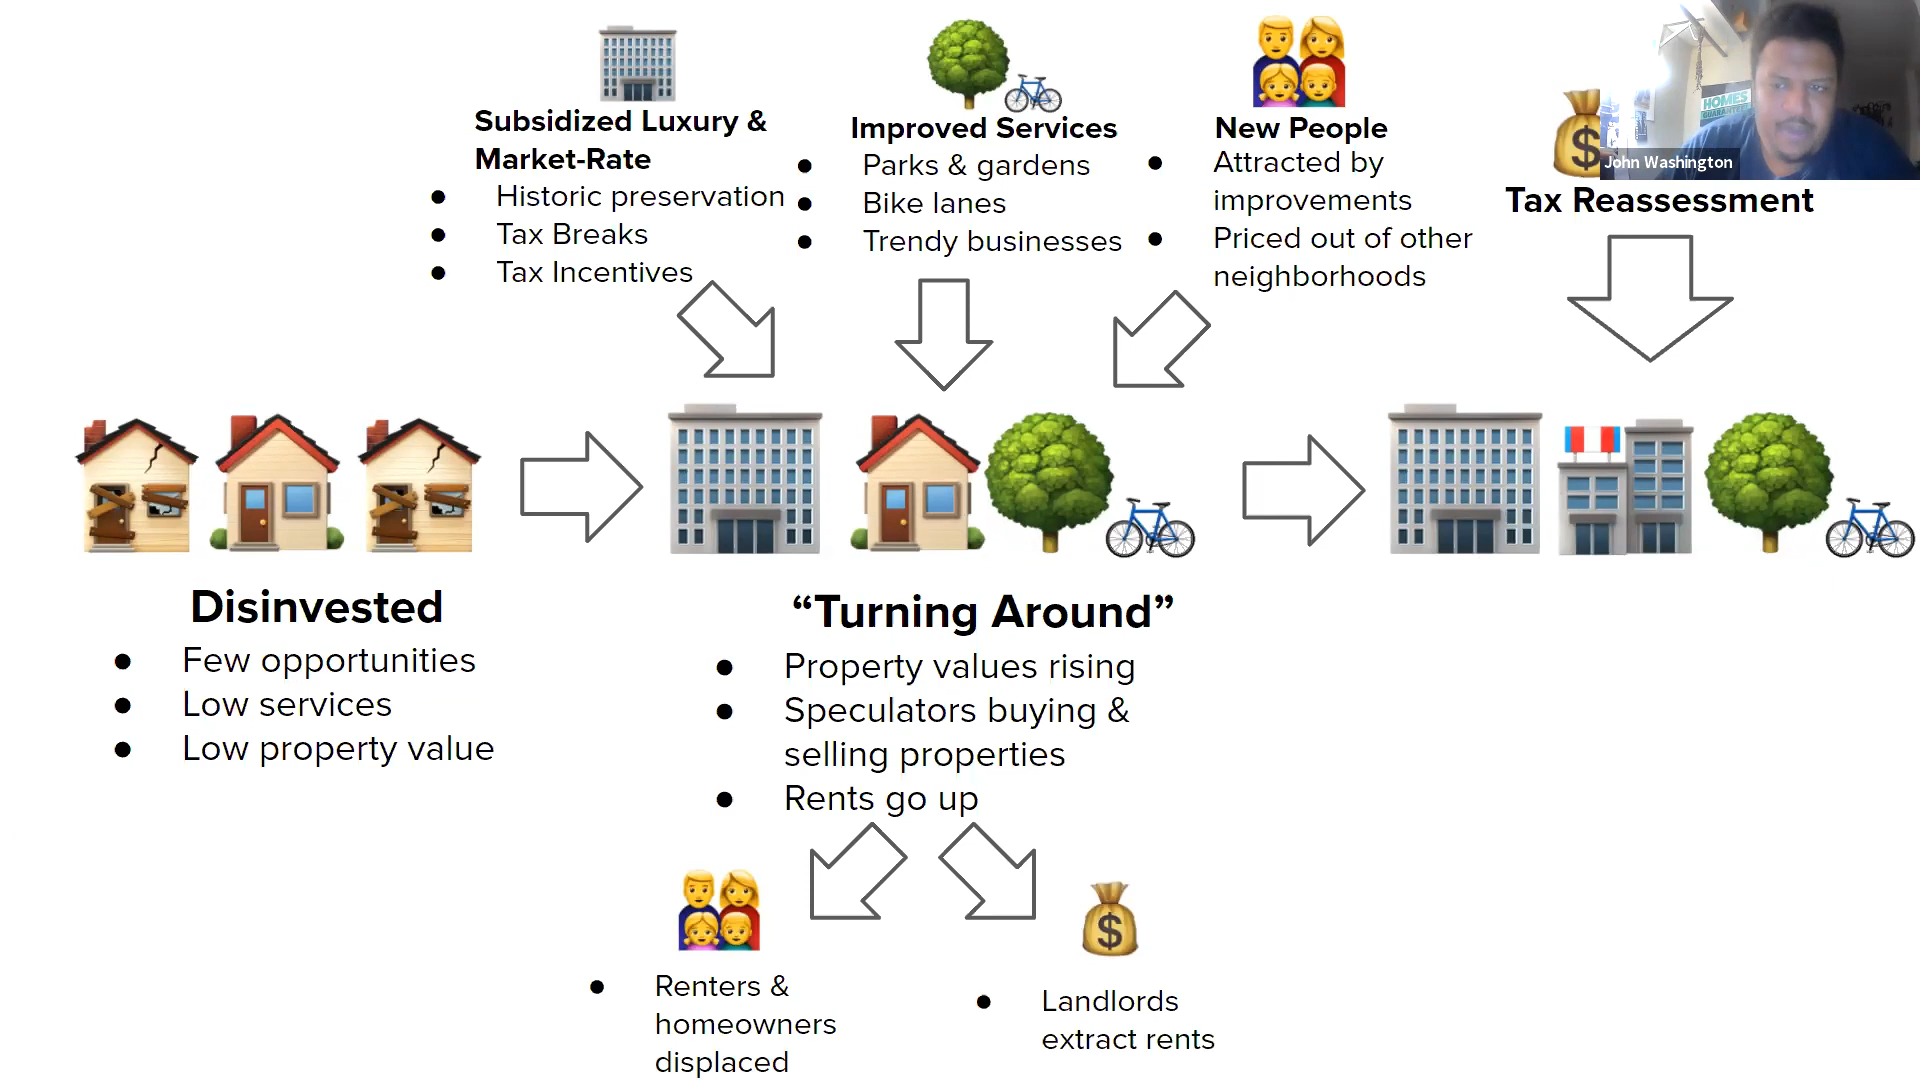 Subsidized Luxury &
Market-Rate
● Historic preservation
● Tax Breaks
● Tax Incentives
Improved Services
● Parks & gardens
● Bike lanes
● Trendy businesses
New People
● Attracted by
improvements
● Priced out of other
neighborhoods
$
HOMES
GUARANTEE
John Washington
Tax Reassessment
Disinvested
● Few opportunities
● Low services
● Low property value
“Turning Around”
● Property values rising
● Speculators buying &
selling properties
● Rents go up
● Renters &
homeowners
displaced
$
● Landlords
extract rents